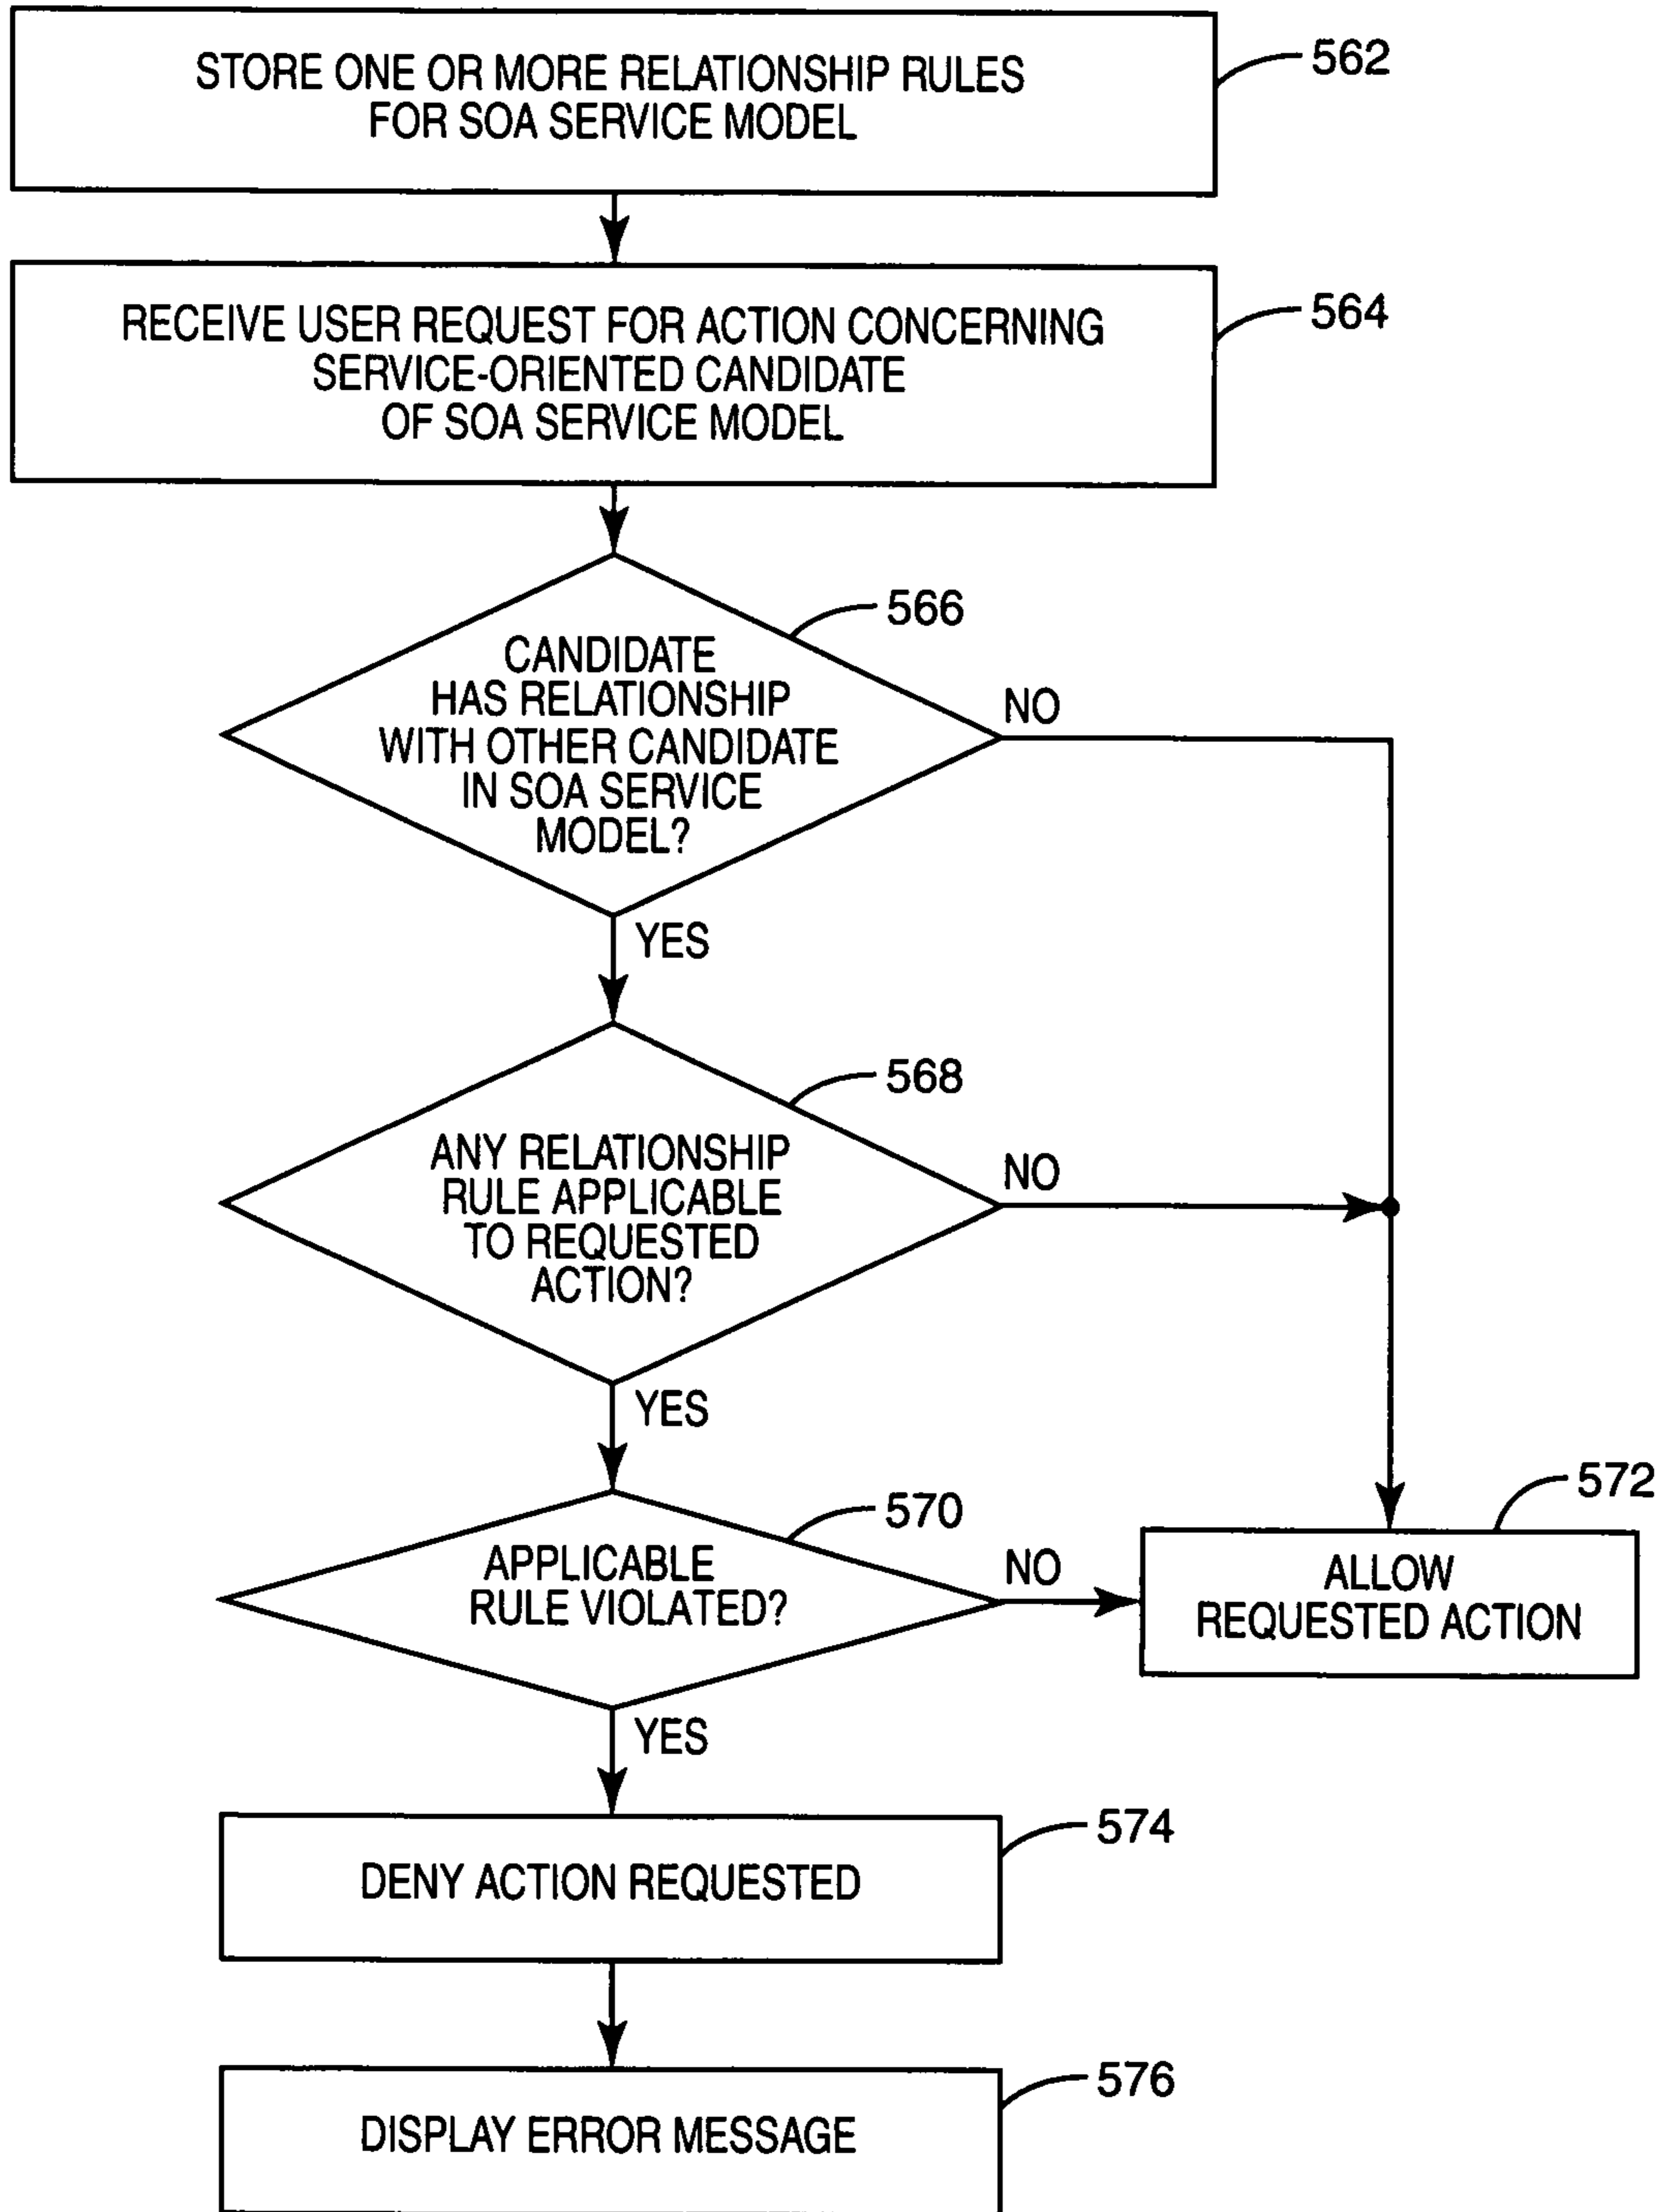 STORE ONE OR MORE RELATIONSHIP RULES
FOR SOA SERVICE MODEL
562
RECEIVE USER REQUEST FOR ACTION CONCERNING
SERVICE-ORIENTED CANDIDATE
OF SOA SERVICE MODEL
564
566
CANDIDATE
HAS RELATIONSHIP
WITH OTHER CANDIDATE
IN SOA SERVICE
MODEL?
NO
YES
568
ANY RELATIONSHIP
RULE APPLICABLE
TO REQUESTED
ACTION?
NO
YES
570
APPLICABLE
RULE VIOLATED?
NO
572
ALLOW
REQUESTED ACTION
YES
574
DENY ACTION REQUESTED
576
DISPLAY ERROR MESSAGE